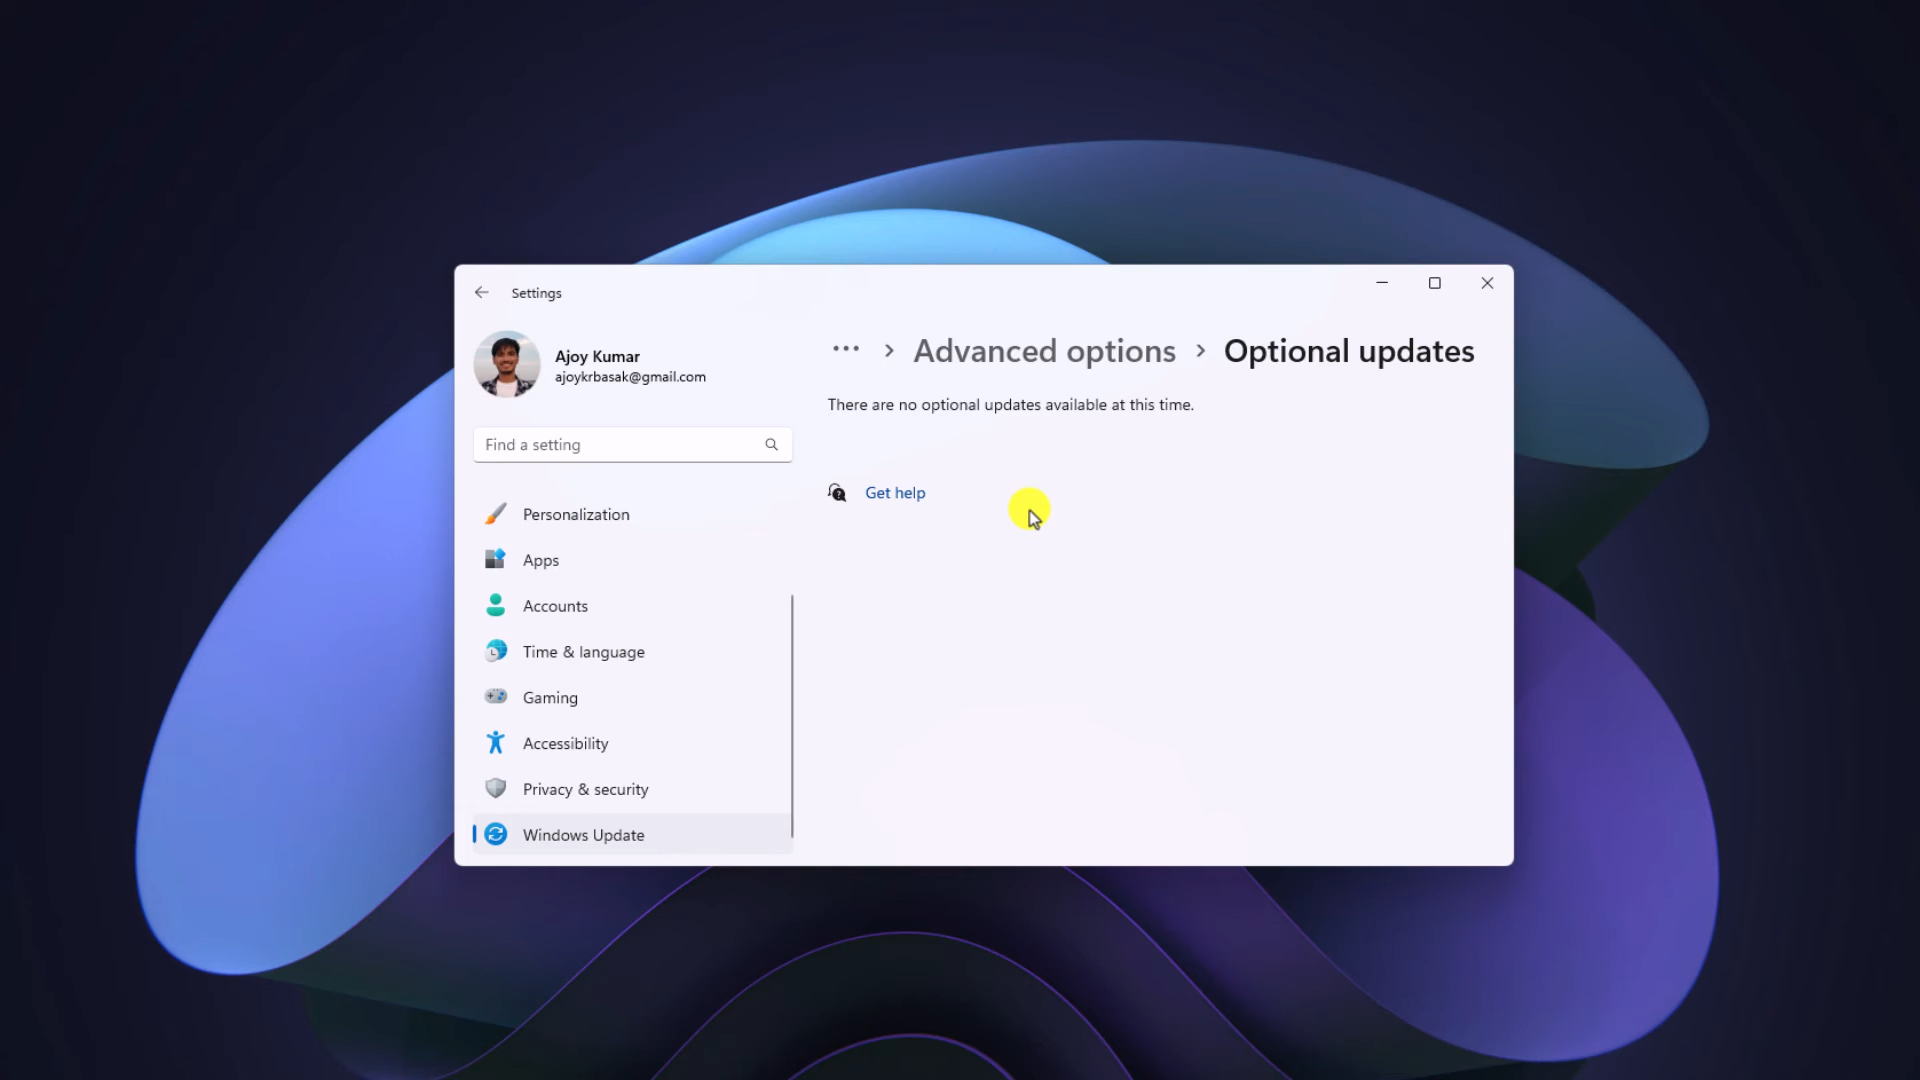 Settings
Ajoy Kumar
ajoykrbasak@gmail.com
Find a setting
Personalization
Apps
Accounts
Time & language
Gaming
Accessibility
Privacy & security
Windows Update
··· > Advanced options > Optional updates
There are no optional updates available at this time.
Get help